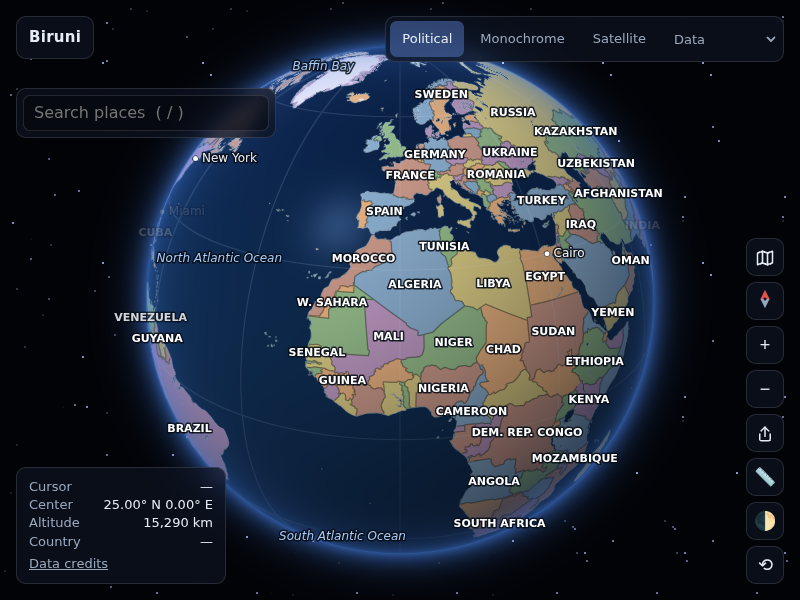 Biruni
Political Monochrome Satellite Data
Search places ( / )
Baffin Bay
SWEDEN
RUSSIA
KAZAKHSTAN
New York
GERMANY
UKRAINE
UZBEKISTAN
FRANCE
ROMANIA
AFGHANISTAN
TURKEY
Miami
SPAIN
IRAQ
INDIA
CUBA
TUNISIA
Cairo
North Atlantic Ocean
MOROCCO
OMAN
ALGERIA
LIBYA
EGYPT
W. SAHARA
VENEZUELA
YEMEN
GUYANA
MALI
NIGER
SUDAN
SENEGAL
CHAD
ETHIOPIA
GUINEA
NIGERIA
KENYA
CAMEROON
BRAZIL
DEM. REP. CONGO
MOZAMBIQUE
ANGOLA
SOUTH AFRICA
South Atlantic Ocean
+
−
Cursor —
Center 25.00° N 0.00° E
Altitude 15,290 km
Country —
Data credits